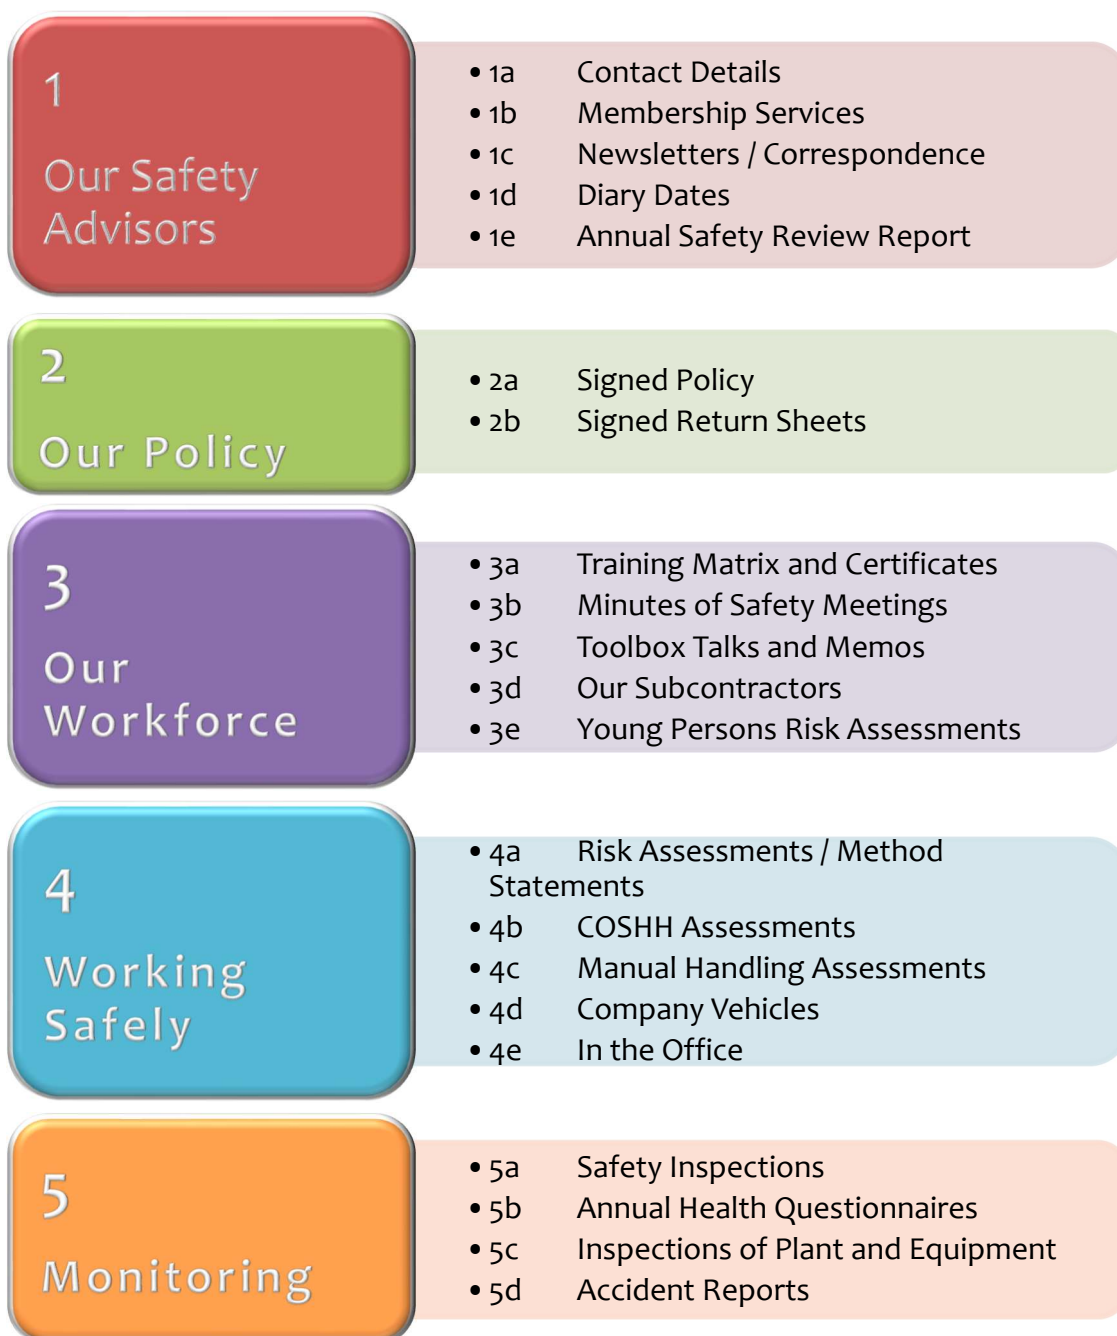 1
Our Safety
Advisors
• 1a Contact Details
• 1b Membership Services
• 1c Newsletters / Correspondence
• 1d Diary Dates
• 1e Annual Safety Review Report
2
Our Policy
• 2a Signed Policy
• 2b Signed Return Sheets
3
Our
Workforce
• 3a Training Matrix and Certificates
• 3b Minutes of Safety Meetings
• 3c Toolbox Talks and Memos
• 3d Our Subcontractors
• 3e Young Persons Risk Assessments
4
Working
Safely
• 4a Risk Assessments / Method
Statements
• 4b COSHH Assessments
• 4c Manual Handling Assessments
• 4d Company Vehicles
• 4e In the Office
5
Monitoring
• 5a Safety Inspections
• 5b Annual Health Questionnaires
• 5c Inspections of Plant and Equipment
• 5d Accident Reports